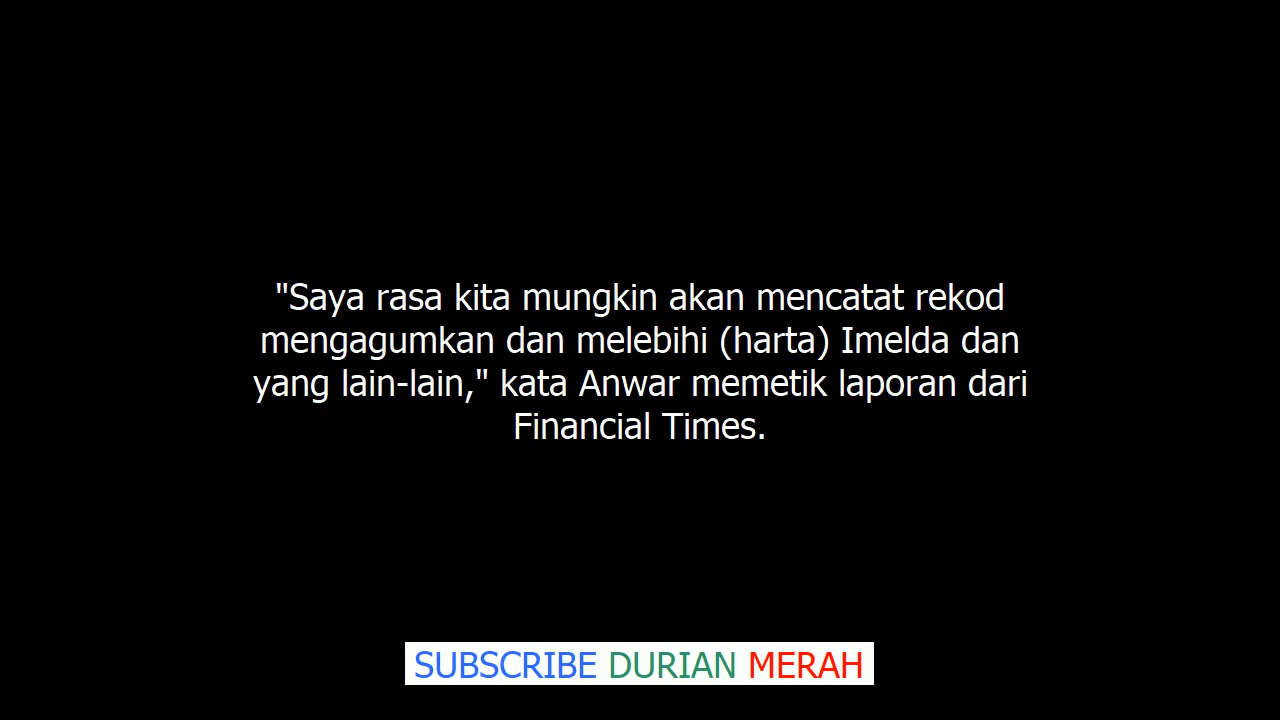 "Saya rasa kita mungkin akan mencatat rekod
mengagumkan dan melebihi (harta) Imelda dan
yang lain-lain," kata Anwar memetik laporan dari
Financial Times.
SUBSCRIBE DURIAN MERAH